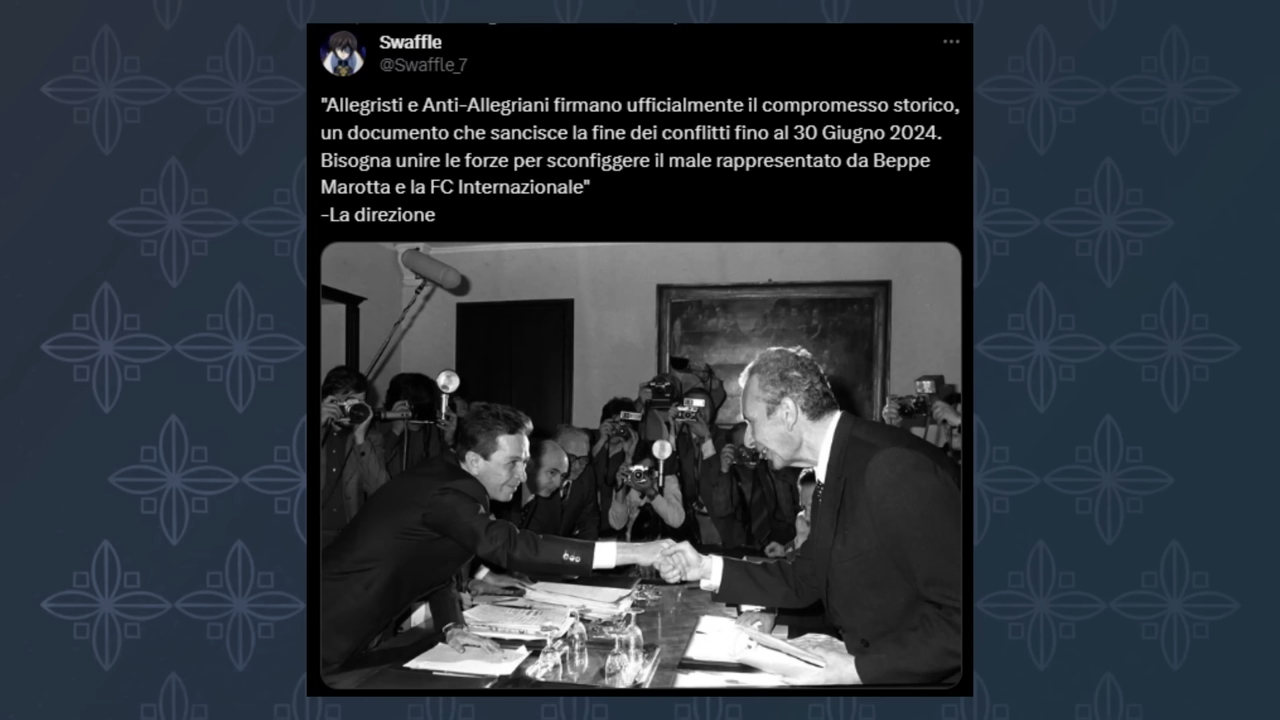 Swaffle
@Swaffle_7
"Allegristi e Anti-Allegriani firmano ufficialmente il compromesso storico,
un documento che sancisce la fine dei conflitti fino al 30 Giugno 2024.
Bisogna unire le forze per sconfiggere il male rappresentato da Beppe
Marotta e la FC Internazionale"
-La direzione